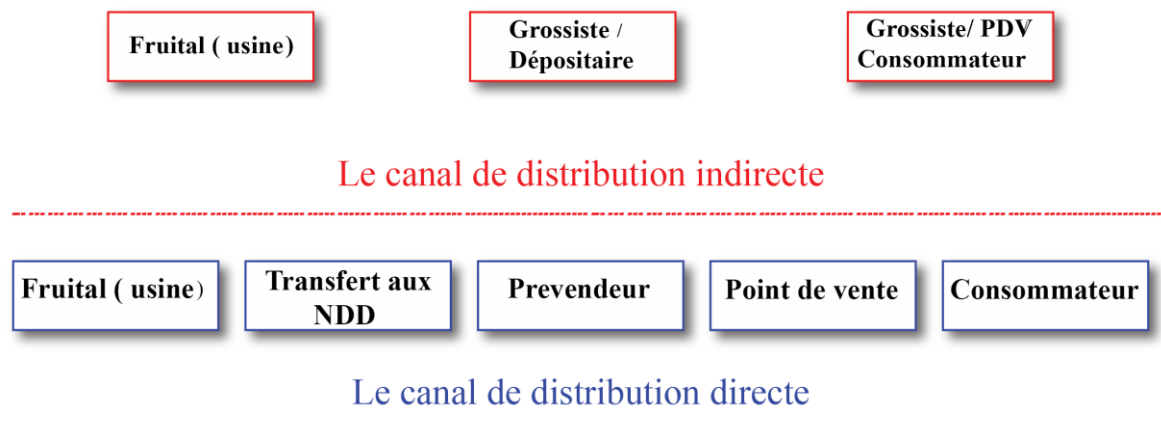 Fruital ( usine)
Grossiste /
Dépositaire
Grossiste/ PDV
Consommateur
Le canal de distribution indirecte
Fruital ( usine)
Transfert aux
NDD
Prevendeur
Point de vente
Consommateur
Le canal de distribution directe